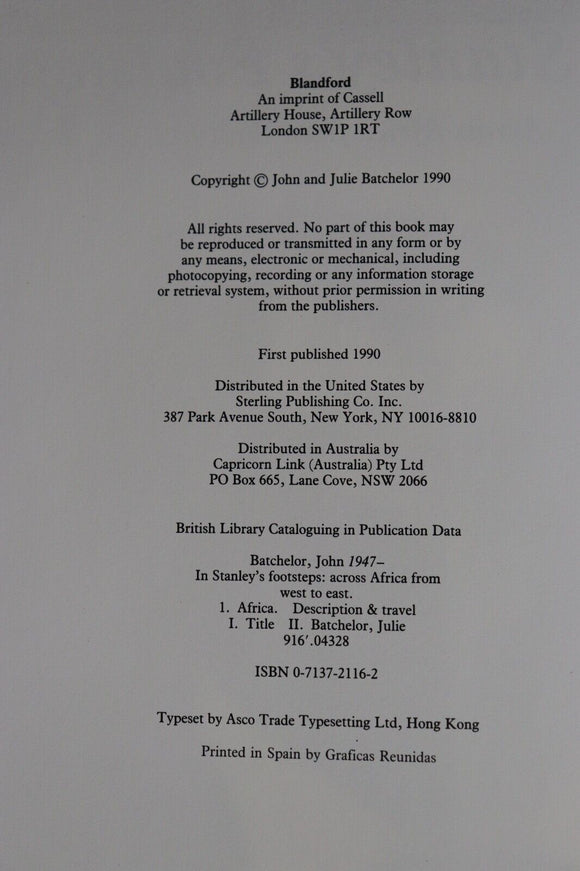 Blandford
An imprint of Cassell
Artillery House, Artillery Row
London SW1P 1RT
Copyright © John and Julie Batchelor 1990
All rights reserved. No part of this book may
be reproduced or transmitted in any form or by
any means, electronic or mechanical, including
photocopying, recording or any information storage
or retrieval system, without prior permission in writing
from the publishers.
First published 1990
Distributed in the United States by
Sterling Publishing Co. Inc.
387 Park Avenue South, New York, NY 10016-8810
Distributed in Australia by
Capricorn Link (Australia) Pty Ltd
PO Box 665, Lane Cove, NSW 2066
British Library Cataloguing in Publication Data
Batchelor, John 1947–
In Stanley's footsteps: across Africa from
west to east.
1. Africa. Description & travel
I. Title II. Batchelor, Julie
916'.04328
ISBN 0-7137-2116-2
Typeset by Asco Trade Typesetting Ltd, Hong Kong
Printed in Spain by Graficas Reunidas